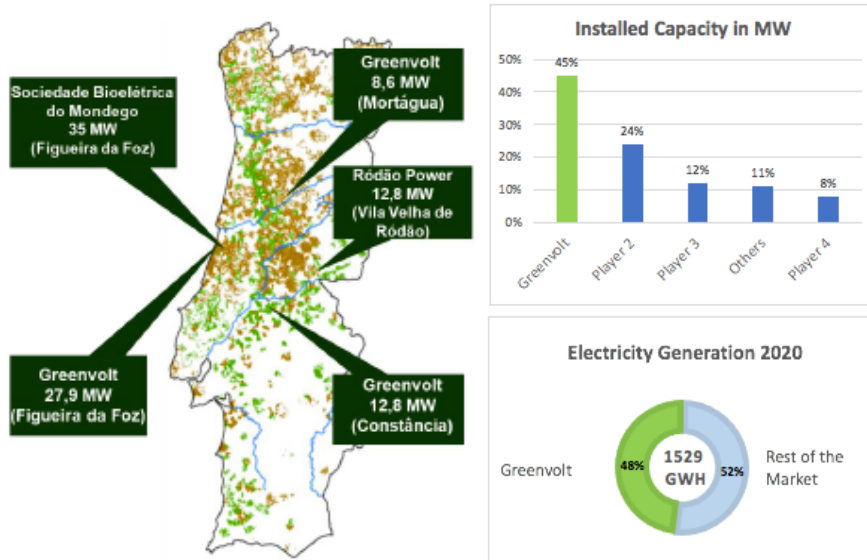 Greenvolt
8,6 MW
(Mortágua)
Sociedade Bioelétrica
do Mondego
35 MW
(Figueira da Foz)
Ródão Power
12,8 MW
(Vila Velha de
Ródão)
Greenvolt
27,9 MW
(Figueira da Foz)
Greenvolt
12,8 MW
(Constância)
Installed Capacity in MW
50%
40%
30%
20%
10%
0%
45%
24%
12%
11%
8%
Greenvolt
Player 2
Player 3
Others
Player 4
Electricity Generation 2020
Greenvolt
48%
1529
GWH
52%
Rest of the
Market